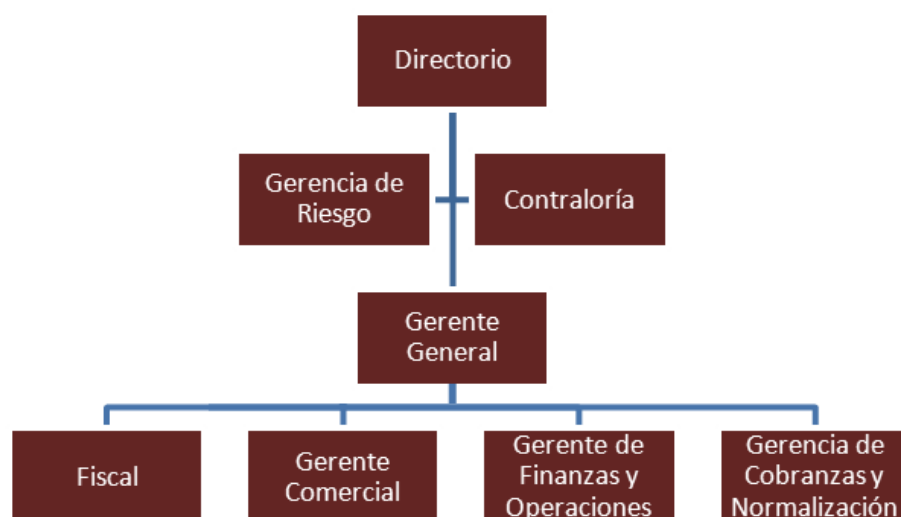 Directorio
Gerencia de
Riesgo
Contraloría
Gerente
General
Fiscal
Gerente
Comercial
Gerente de
Finanzas y
Operaciones
Gerencia de
Cobranzas y
Normalización